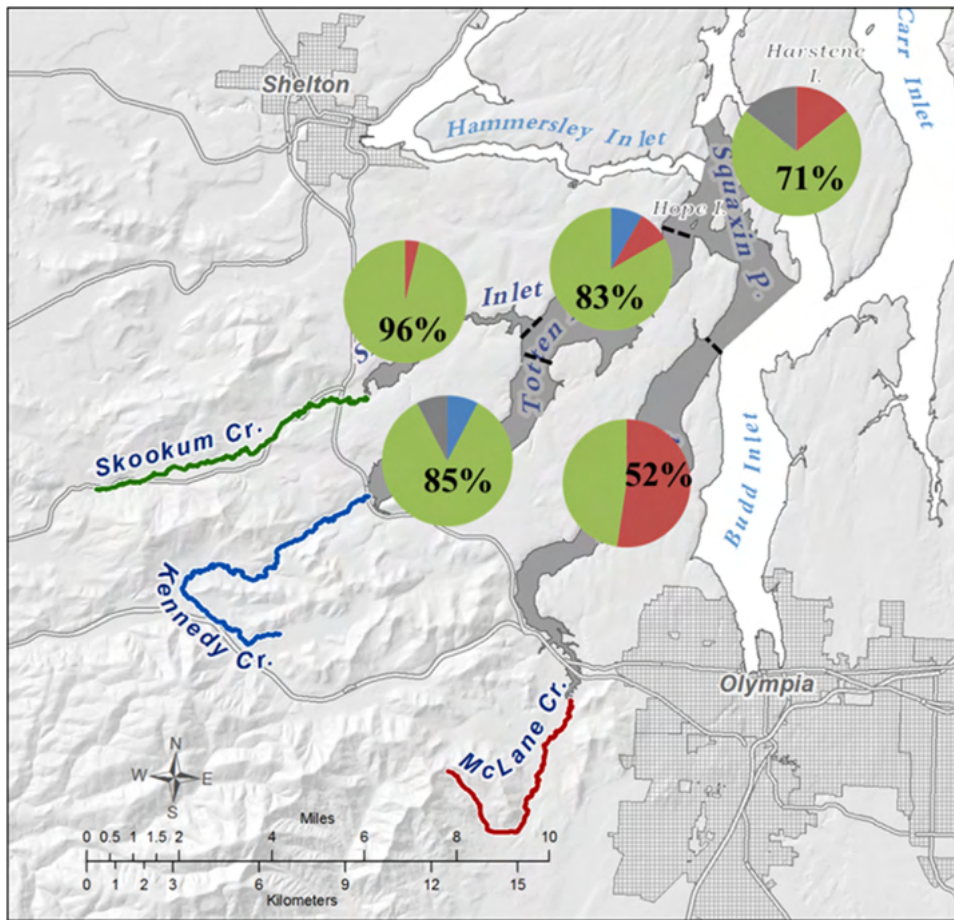 Shelton
Hammersley Inlet
Harstene
I.
Carr Inlet
Squaxin P.
71%
Hope I.
83%
96%
Inlet
Totten
Skookum Cr.
85%
52%
Budd Inlet
Kennedy Cr.
Olympia
McLane Cr.
N
W E
S
Miles
0 0.5 1 1.5 2 4 6 8 10
0 1 2 3 6 9 12 15
Kilometers